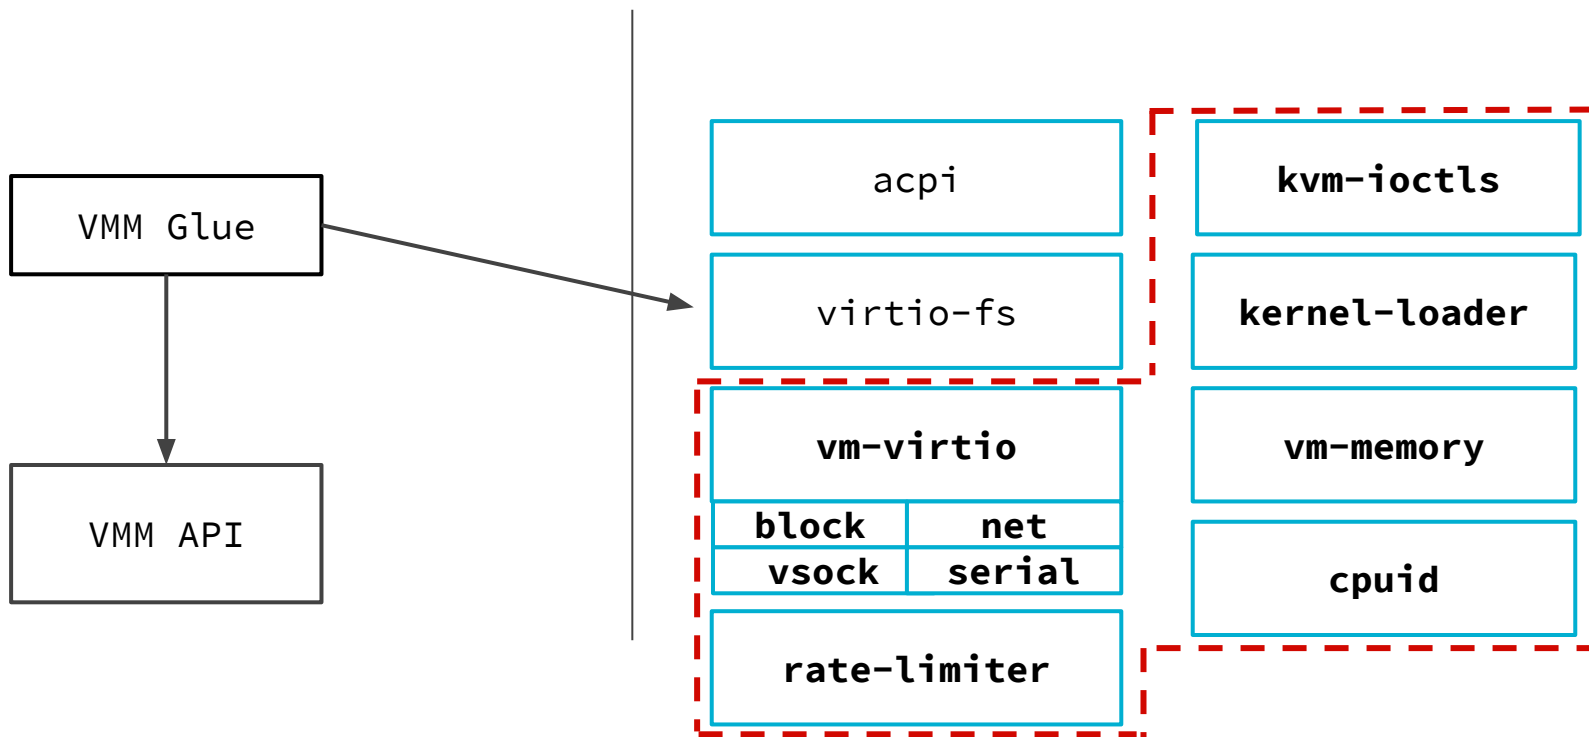 VMM Glue
VMM API
acpi
virtio-fs
vm-virtio
block
net
vsock
serial
rate-limiter
kvm-ioctls
kernel-loader
vm-memory
cpuid